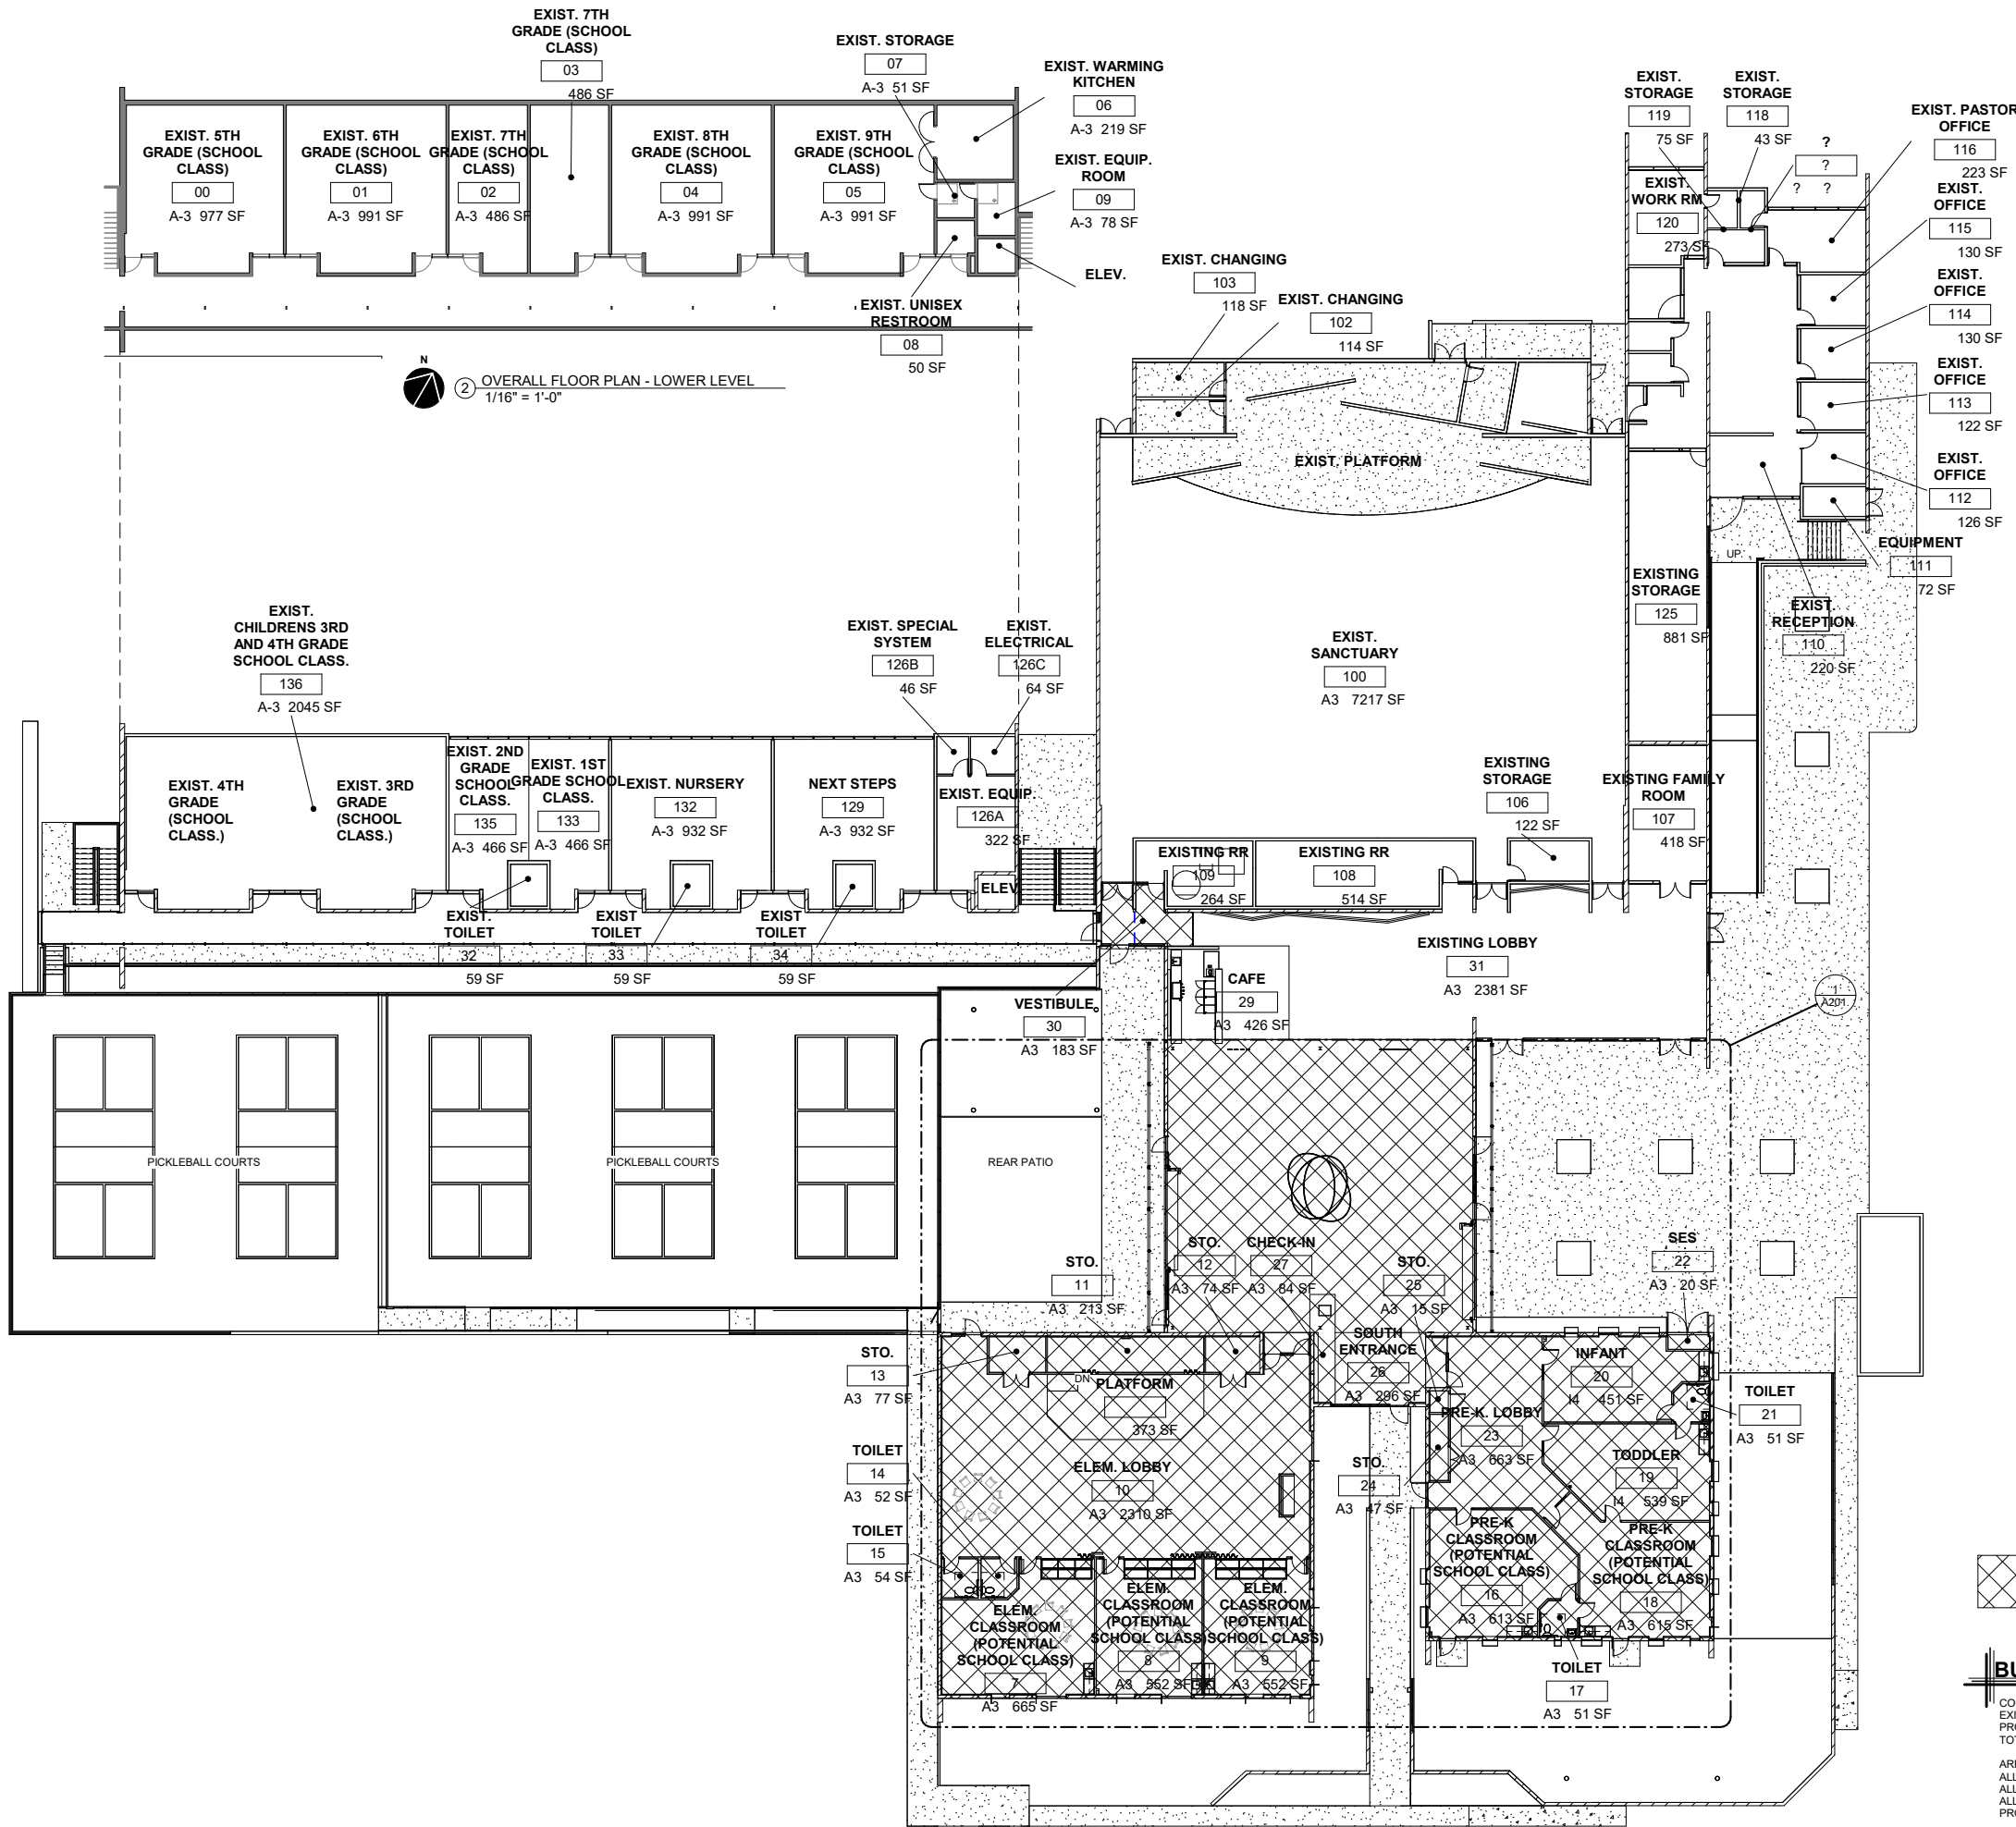 EXIST. 7TH
GRADE (SCHOOL
CLASS)
03
486 SF
EXIST. STORAGE
07
A-3 51 SF
EXIST. WARMING
KITCHEN
06
A-3 219 SF
EXIST. 5TH
GRADE (SCHOOL
CLASS)
00
A-3 977 SF
EXIST. 6TH
GRADE (SCHOOL
CLASS)
01
A-3 991 SF
EXIST. 7TH
GRADE (SCHOOL
CLASS)
02
A-3 486 SF
EXIST. 8TH
GRADE (SCHOOL
CLASS)
04
A-3 991 SF
EXIST. 9TH
GRADE (SCHOOL
CLASS)
05
A-3 991 SF
EXIST. EQUIP.
ROOM
09
A-3 78 SF
ELEV.
EXIST. UNISEX
RESTROOM
08
50 SF
N
2 OVERALL FLOOR PLAN - LOWER LEVEL
1/16" = 1'-0"
EXIST.
STORAGE
119
75 SF
EXIST.
STORAGE
118
43 SF
?
?
? ?
EXIST. PASTOR
OFFICE
116
223 SF
EXIST.
WORK RM
120
273 SF
EXIST.
OFFICE
115
130 SF
EXIST.
OFFICE
114
130 SF
EXIST.
OFFICE
113
122 SF
EXIST.
OFFICE
112
126 SF
EQUIPMENT
111
72 SF
UP
EXIST.
RECEPTION
110
220 SF
EXIST. CHANGING
103
118 SF
EXIST. CHANGING
102
114 SF
EXIST. PLATFORM
EXISTING
STORAGE
125
881 SF
EXIST.
SANCTUARY
100
A3 7217 SF
EXISTING
STORAGE
106
122 SF
EXISTING FAMILY
ROOM
107
418 SF
EXIST.
CHILDRENS 3RD
AND 4TH GRADE
SCHOOL CLASS.
136
A-3 2045 SF
EXIST. SPECIAL
SYSTEM
126B
46 SF
EXIST.
ELECTRICAL
126C
64 SF
EXIST. 4TH
GRADE
(SCHOOL
CLASS.)
EXIST. 3RD
GRADE
(SCHOOL
CLASS.)
EXIST. 2ND
GRADE
SCHOOL
CLASS.
135
A-3 466 SF
EXIST. 1ST
GRADE SCHOOL
CLASS.
133
A-3 466 SF
EXIST. NURSERY
132
A-3 932 SF
NEXT STEPS
129
A-3 932 SF
EXIST. EQUIP.
126A
322 SF
ELEV
EXISTING RR
109
264 SF
EXISTING RR
108
514 SF
EXIST.
TOILET
32
59 SF
EXIST
TOILET
33
59 SF
EXIST
TOILET
34
59 SF
EXISTING LOBBY
31
A3 2381 SF
CAFE
29
A3 426 SF
VESTIBULE
30
A3 183 SF
1
A201
PICKLEBALL COURTS
PICKLEBALL COURTS
REAR PATIO
STO.
11
A3 213 SF
STO.
12
A3 74 SF
CHECK-IN
27
A3 84 SF
STO.
25
A3 15 SF
SES
22
A3 20 SF
STO.
13
A3 77 SF
DN
PLATFORM
373 SF
SOUTH
ENTRANCE
26
A3 296 SF
INFANT
20
I4 451 SF
TOILET
21
A3 51 SF
PRE-K. LOBBY
23
A3 663 SF
TOILET
14
A3 52 SF
ELEM. LOBBY
10
A3 2310 SF
STO.
24
A3 47 SF
TODDLER
19
I4 539 SF
TOILET
15
A3 54 SF
PRE-K
CLASSROOM
(POTENTIAL
SCHOOL CLASS)
16
A3 613 SF
PRE-K
CLASSROOM
(POTENTIAL
SCHOOL CLASS)
18
A3 615 SF
ELEM.
CLASSROOM
(POTENTIAL
SCHOOL CLASS)
7
A3 665 SF
ELEM.
CLASSROOM
(POTENTIAL
SCHOOL CLASS)
8
A3 552 SF
ELEM.
CLASSROOM
(POTENTIAL
SCHOOL CLASS)
9
A3 552 SF
TOILET
17
A3 51 SF
BU
CO
EXI
PR
TO
ARE
ALL
ALL
ALL
PR